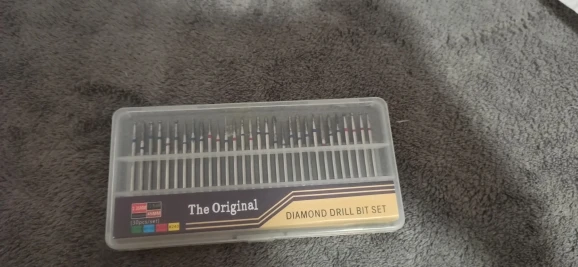 The Original
DIAMOND DRILL BIT SET